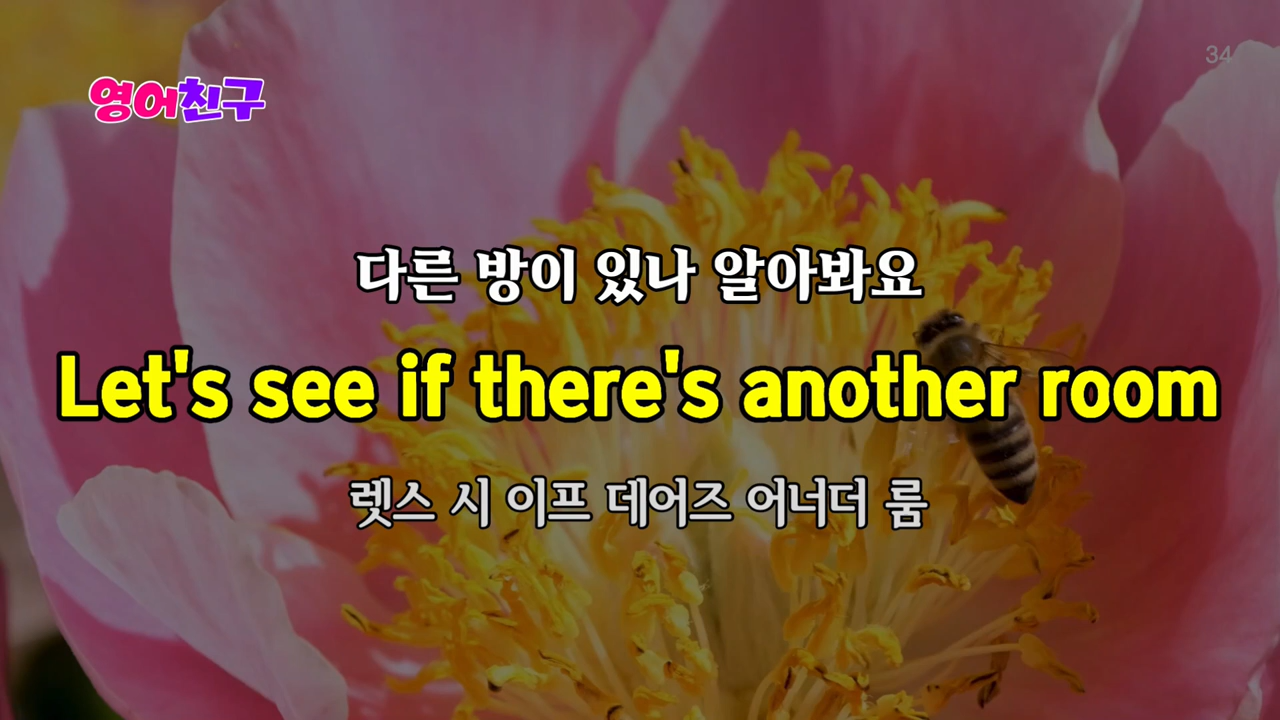 34
영어친구
다른 방이 있나 알아봐요
Let's see if there's another room
렛스 시 이프 데어즈 어너더 룸